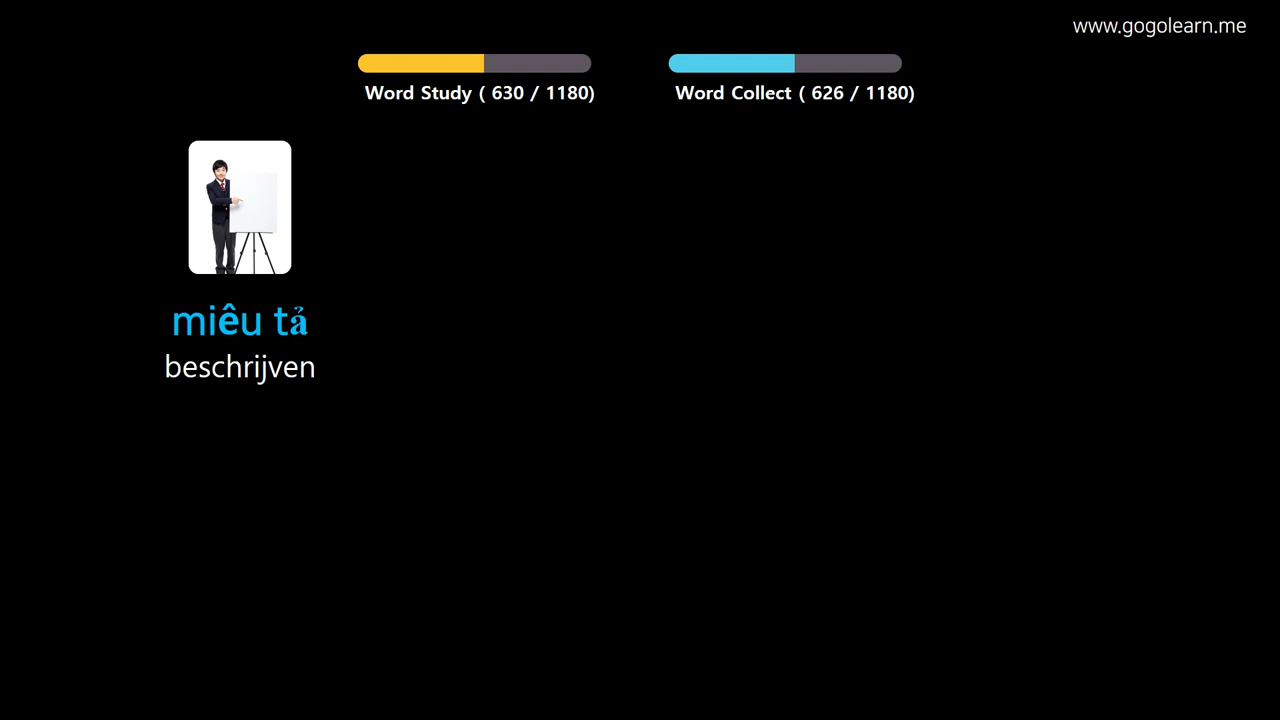 www.gogolearn.me
Word Study ( 630 / 1180)
Word Collect ( 626 / 1180)
miêu tả
beschrijven